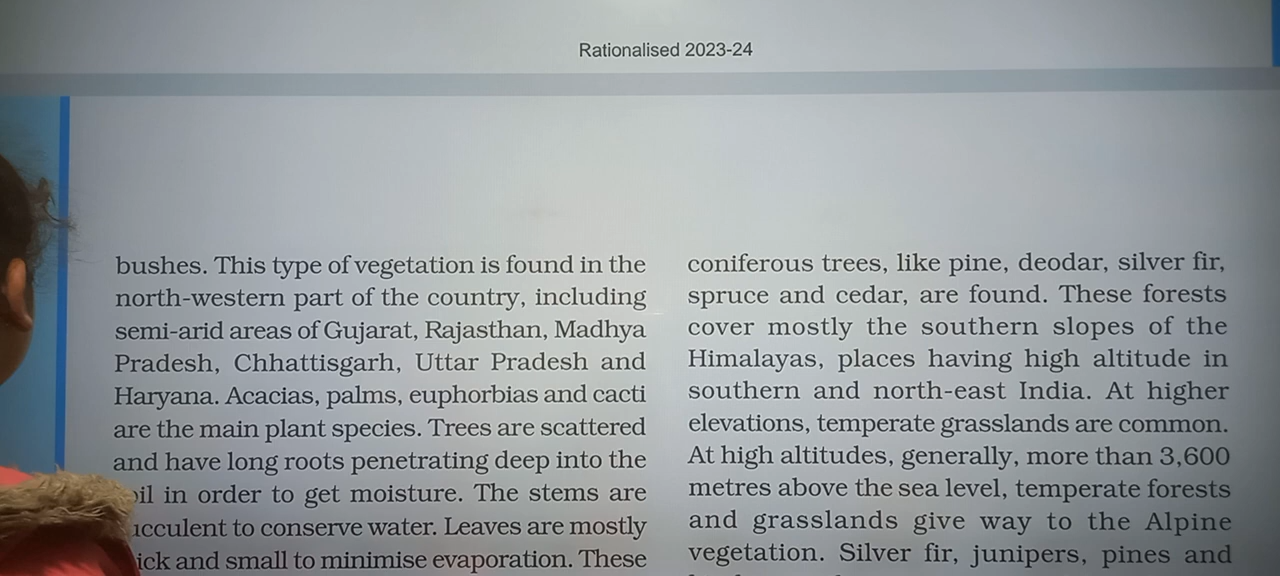 Rationalised 2023-24
bushes. This type of vegetation is found in the
north-western part of the country, including
semi-arid areas of Gujarat, Rajasthan, Madhya
Pradesh, Chhattisgarh, Uttar Pradesh and
Haryana. Acacias, palms, euphorbias and cacti
are the main plant species. Trees are scattered
and have long roots penetrating deep into the
in order to get moisture. The stems are
to conserve water. Leaves are mostly
and small to minimise evaporation. These
coniferous trees, like pine, deodar, silver fir,
spruce and cedar, are found. These forests
cover mostly the southern slopes of the
Himalayas, places having high altitude in
southern and north-east India. At higher
elevations, temperate grasslands are common.
At high altitudes, generally, more than 3,600
metres above the sea level, temperate forests
and grasslands give way to the Alpine
vegetation. Silver fir, junipers, pines and